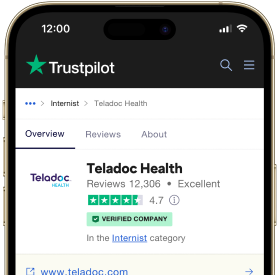 12:00
Trustpilot
••• > Internist > Teladoc Health
Overview Reviews About
Teladoc HEALTH
Teladoc Health
Reviews 12,306 • Excellent
4.7
VERIFIED COMPANY
In the Internist category
www.teladoc.com